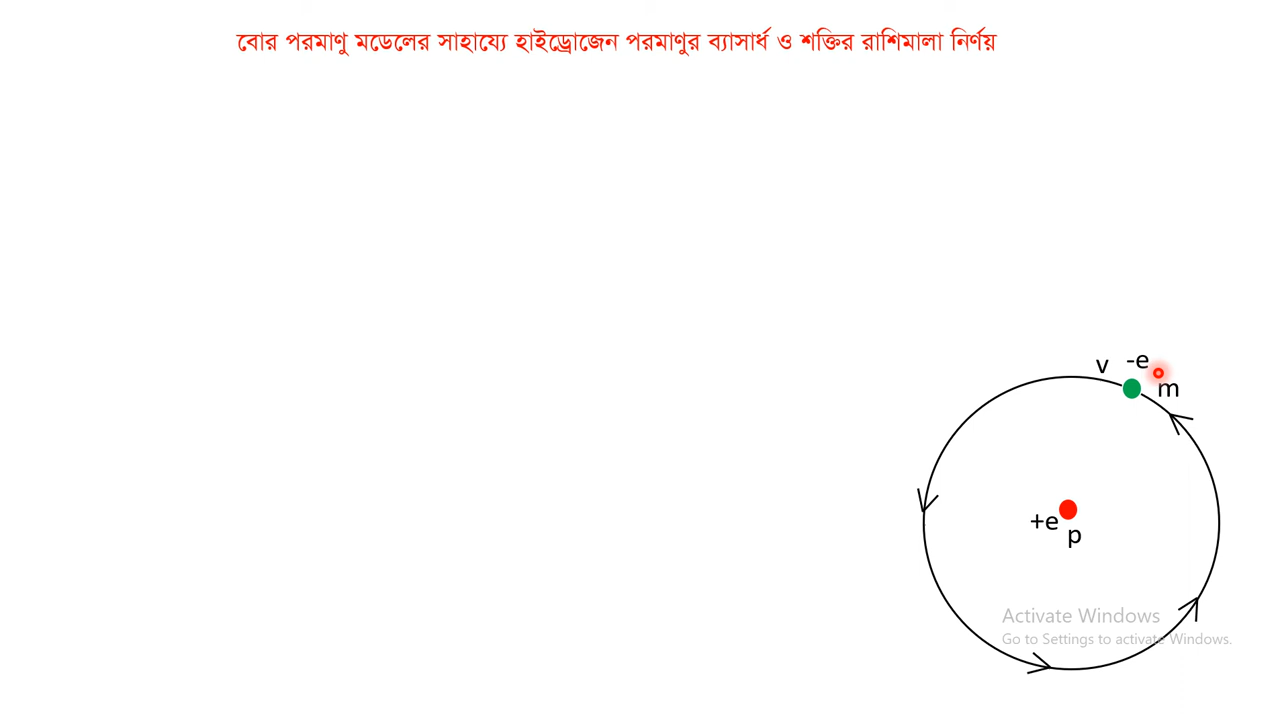 বোর পরমাণু মডেলের সাহায্যে হাইড্রোজেন পরমাণুর ব্যাসার্ধ ও শক্তির রাশিমালা নির্ণয়
v -e
m
+e
p
Activate Windows
Go to Settings to activate Windows.